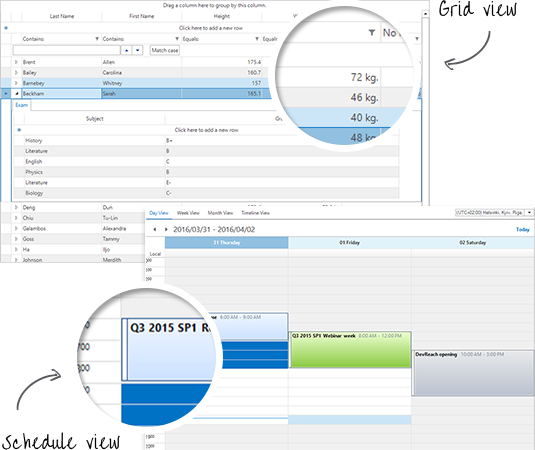 Drag a column here to group by this column.
Last Name First Name Height
Click here to add a new row
Contains: Contains: Equals: Equal
Match case
Brent Allen 175.4
Bailey Carolina 160.7
Barnebey Whitney 157
Beckham Sarah 165.1
Exam
Subject Gr
Click here to add a new row
History B+
Literature B
English C
Physics B
Literature E-
Biology C-
Deng Dun
Chiu Tu-Lin
Galambos Alexandra
Goss Tammy
Ha Iljo
Johnson Merdith
No
72 kg.
46 kg.
40 kg.
48 kg.
Grid view
Day View Week View Month View Timeline View
(UTC+02:00) Helsinki, Kyiv, Riga,
2016/03/31 - 2016/04/02 Today
31 Thursday 01 Friday 02 Saturday
Local
8:00 AM - 9:00 AM
Q3 2015 SP1 R
Q3 2015 SP1 Webinar week 8:00 AM - 12:00 PM
DevReach opening 10:00 AM - 3:00 PM
Schedule view